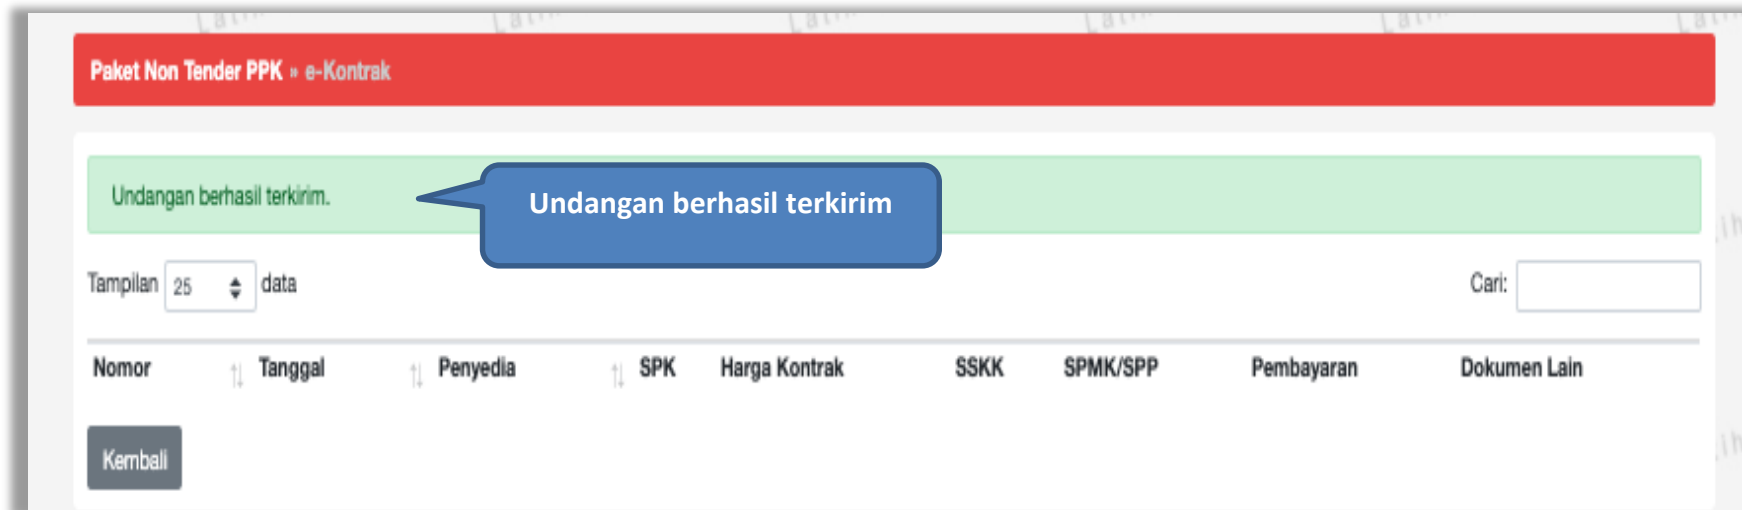 Paket Non Tender PPK » e-Kontrak
Undangan berhasil terkirim.
Undangan berhasil terkirim
Tampilan 25 data
Cari:
Nomor Tanggal Penyedia SPK Harga Kontrak SSKK SPMK/SPP Pembayaran Dokumen Lain
Kembali